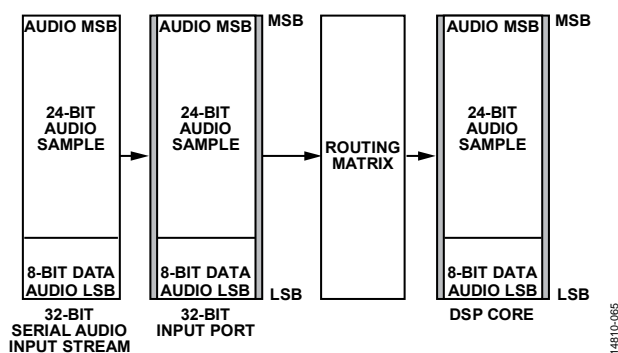 AUDIO MSB
24-BIT
AUDIO
SAMPLE
8-BIT DATA
AUDIO LSB
32-BIT
SERIAL AUDIO
INPUT STREAM
AUDIO MSB
MSB
24-BIT
AUDIO
SAMPLE
8-BIT DATA
AUDIO LSB
LSB
32-BIT
INPUT PORT
ROUTING
MATRIX
AUDIO MSB
MSB
24-BIT
AUDIO
SAMPLE
8-BIT DATA
AUDIO LSB
LSB
DSP CORE
14810-065